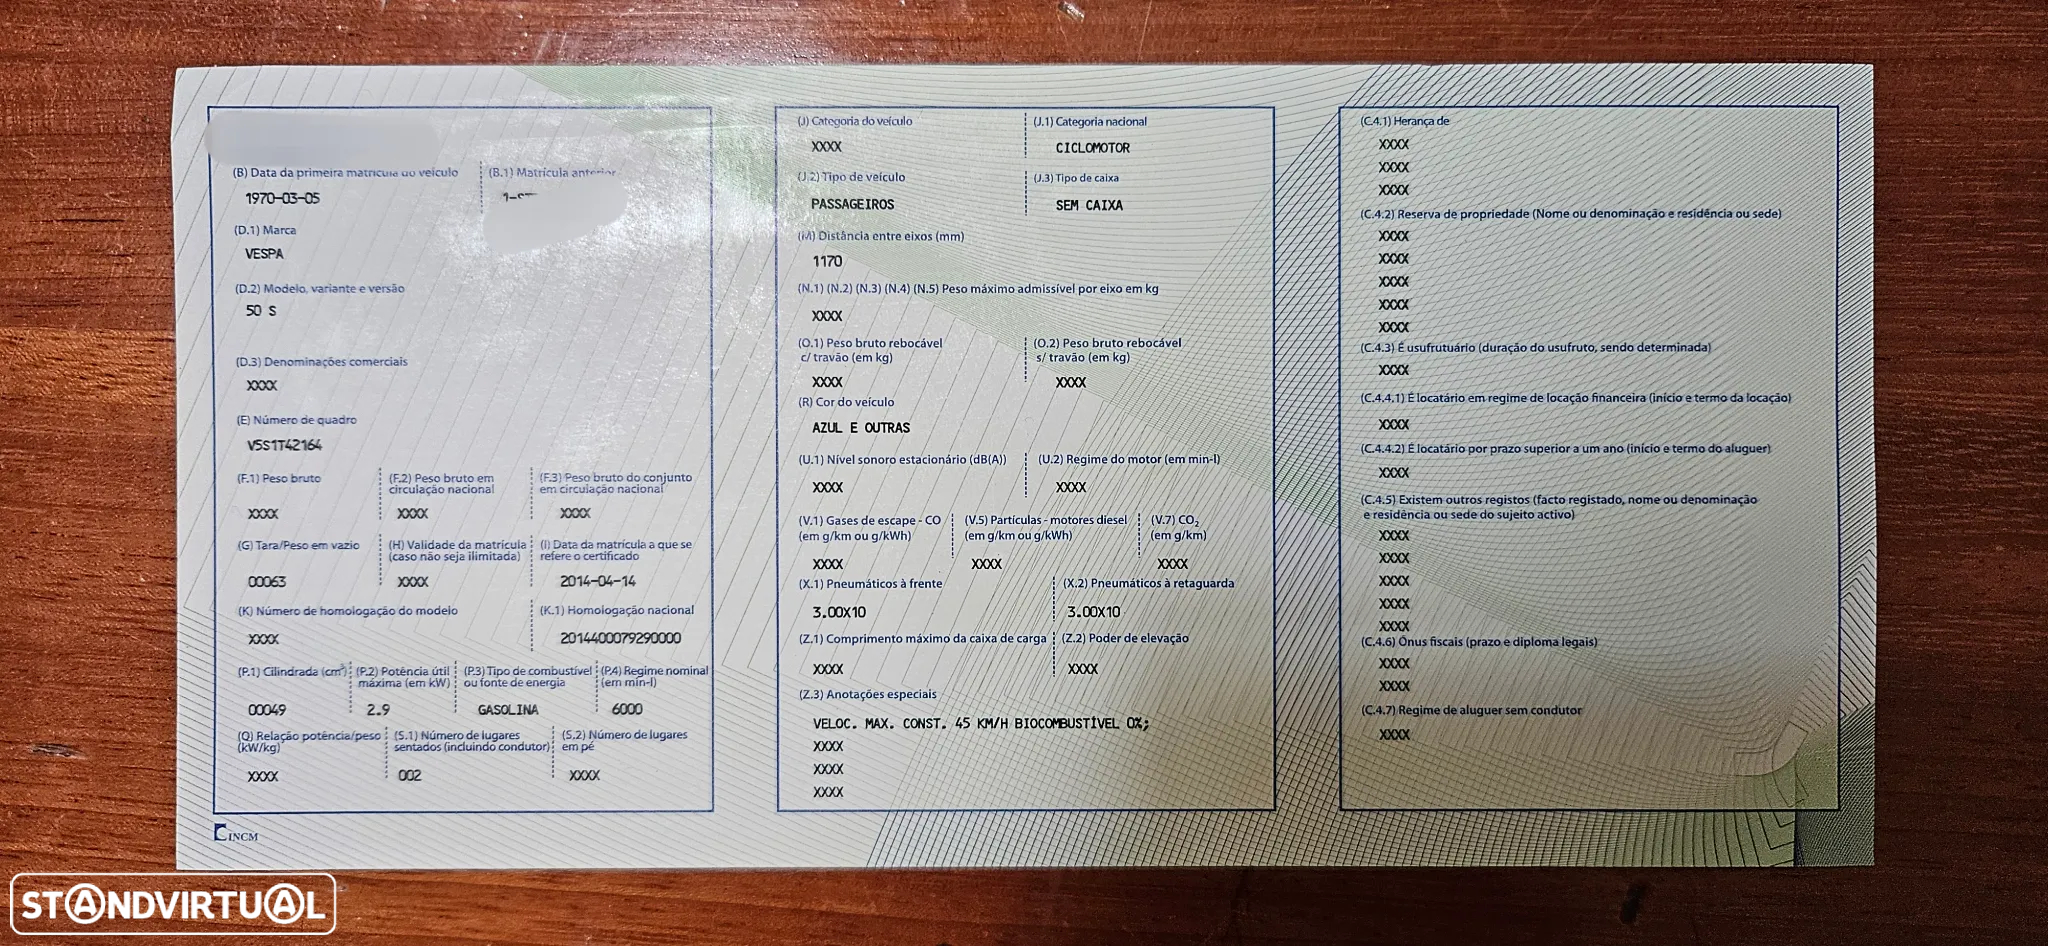 (B) Data da primeira matrícula do veículo
1970-03-05
(B.1) Matrícula anterior
(D.1) Marca
VESPA
(D.2) Modelo, variante e versão
50 S
(D.3) Denominações comerciais
XXXX
(E) Número de quadro
V5S1T42164
(F.1) Peso bruto
XXXX
(F.2) Peso bruto em
circulação nacional
XXXX
(F.3) Peso bruto do conjunto
em circulação nacional
XXXX
(G) Tara/Peso em vazio
00063
(H) Validade da matrícula
(caso não seja ilimitada)
XXXX
(I) Data da matrícula a que se
refere o certificado
2014-04-14
(K) Número de homologação do modelo
XXXX
(K.1) Homologação nacional
2014400079290000
(P.1) Cilindrada (cm³)
00049
(P.2) Potência útil
máxima (em kW)
2.9
(P.3) Tipo de combustível
ou fonte de energia
GASOLINA
(P.4) Regime nominal
(em min-l)
6000
(Q) Relação potência/peso
(kW/kg)
XXXX
(S.1) Número de lugares
sentados (incluindo condutor)
002
(S.2) Número de lugares
em pé
XXXX
INCM
(J) Categoria do veículo
XXXX
(J.1) Categoria nacional
CICLOMOTOR
(J.2) Tipo de veículo
PASSAGEIROS
(J.3) Tipo de caixa
SEM CAIXA
(M) Distância entre eixos (mm)
1170
(N.1) (N.2) (N.3) (N.4) (N.5) Peso máximo admissível por eixo em kg
XXXX
(O.1) Peso bruto rebocável
c/ travão (em kg)
XXXX
(O.2) Peso bruto rebocável
s/ travão (em kg)
XXXX
(R) Cor do veículo
AZUL E OUTRAS
(U.1) Nível sonoro estacionário (dB(A))
XXXX
(U.2) Regime do motor (em min-l)
XXXX
(V.1) Gases de escape - CO
(em g/km ou g/kWh)
XXXX
(V.5) Partículas - motores diesel
(em g/km ou g/kWh)
XXXX
(V.7) CO₂
(em g/km)
XXXX
(X.1) Pneumáticos à frente
3.00X10
(X.2) Pneumáticos à retaguarda
3.00X10
(Z.1) Comprimento máximo da caixa de carga
XXXX
(Z.2) Poder de elevação
XXXX
(Z.3) Anotações especiais
VELOC. MAX. CONST. 45 KM/H BIOCOMBUSTÍVEL 0%;
XXXX
XXXX
XXXX
(C.4.1) Herança de
XXXX
XXXX
XXXX
(C.4.2) Reserva de propriedade (Nome ou denominação e residência ou sede)
XXXX
XXXX
XXXX
XXXX
XXXX
(C.4.3) É usufrutuário (duração do usufruto, sendo determinada)
XXXX
(C.4.4.1) É locatário em regime de locação financeira (início e termo da locação)
XXXX
(C.4.4.2) É locatário por prazo superior a um ano (início e termo do aluguer)
XXXX
(C.4.5) Existem outros registos (facto registado, nome ou denominação
e residência ou sede do sujeito activo)
XXXX
XXXX
XXXX
XXXX
XXXX
(C.4.6) Ónus fiscais (prazo e diploma legais)
XXXX
XXXX
(C.4.7) Regime de aluguer sem condutor
XXXX
STANDVIRTUAL